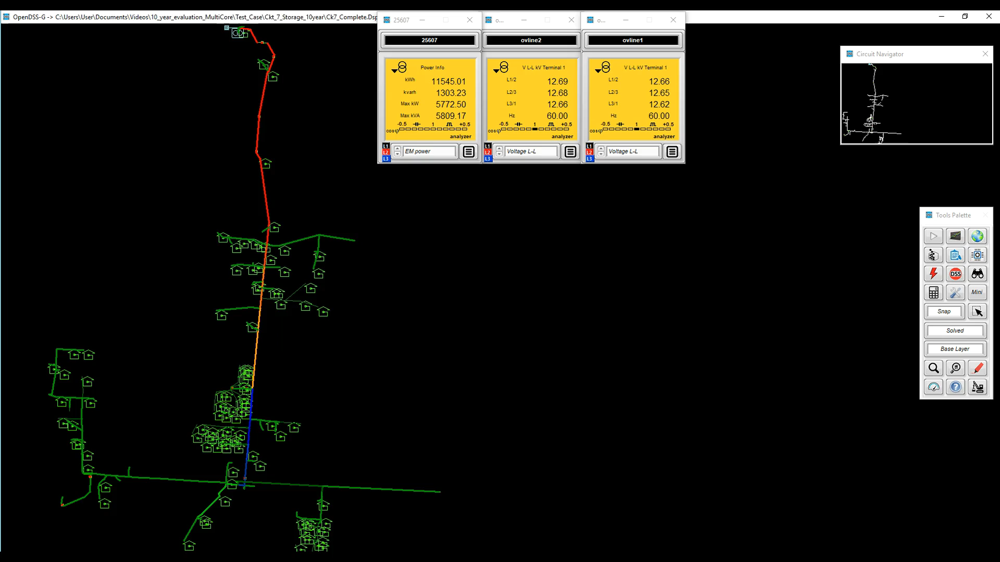 OpenDSS-G -> C:\Users\User\Documents\Videos\10_year_evaluation_MultiCore\Test_Case\Ckt_7_Storage_10year\Ck7_Complete.Dsp
25607
25607
Power Info
kWh 11545.01
kvarh 1303.23
Max kW 5772.50
Max kVA 5809.17
-0.5 1 +0.5
cosφ
analyzer
L1
L2
L3
EM power
o...
ovline2
V L-L kV Terminal 1
L1/2 12.69
L2/3 12.68
L3/1 12.66
Hz 60.00
-0.5 1 +0.5
cosφ
analyzer
L1
L2
L3
Voltage L-L
o...
ovline1
V L-L kV Terminal 1
L1/2 12.66
L2/3 12.65
L3/1 12.62
Hz 60.00
-0.5 1 +0.5
cosφ
analyzer
L1
L2
L3
Voltage L-L
Circuit Navigator
Tools Palette
DSS
Mini
Snap
Solved
Base Layer